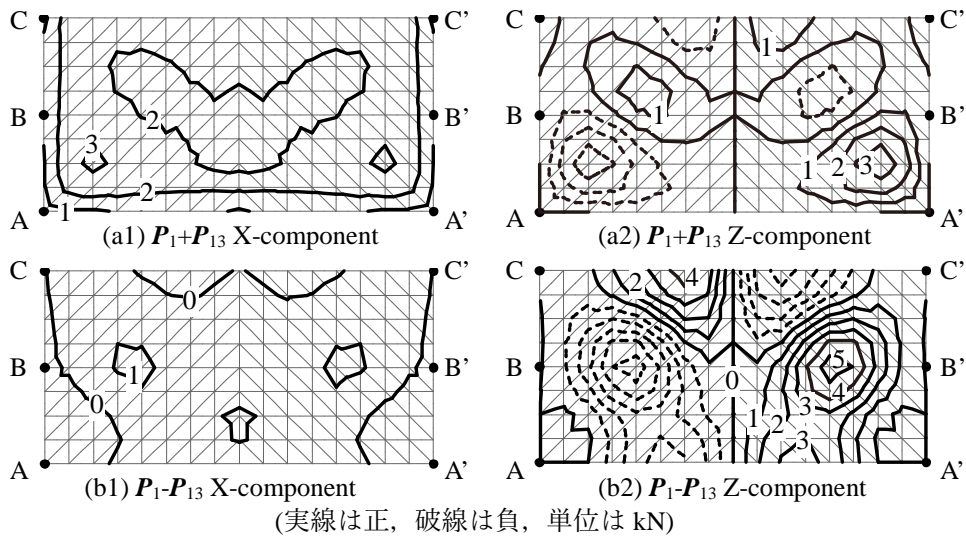 C C’ C C’
1
2 1
B B’ B B’
3
1 2 3
2
A 1 A’ A A’
(a1) P₁+P₁₃ X-component (a2) P₁+P₁₃ Z-component
C C’ C C’
0 2 4
B B’ B B’
1 5
0 0 4
3
1 2
3
A A’ A A’
(b1) P₁-P₁₃ X-component (b2) P₁-P₁₃ Z-component
(実線は正，破線は負，単位は kN)